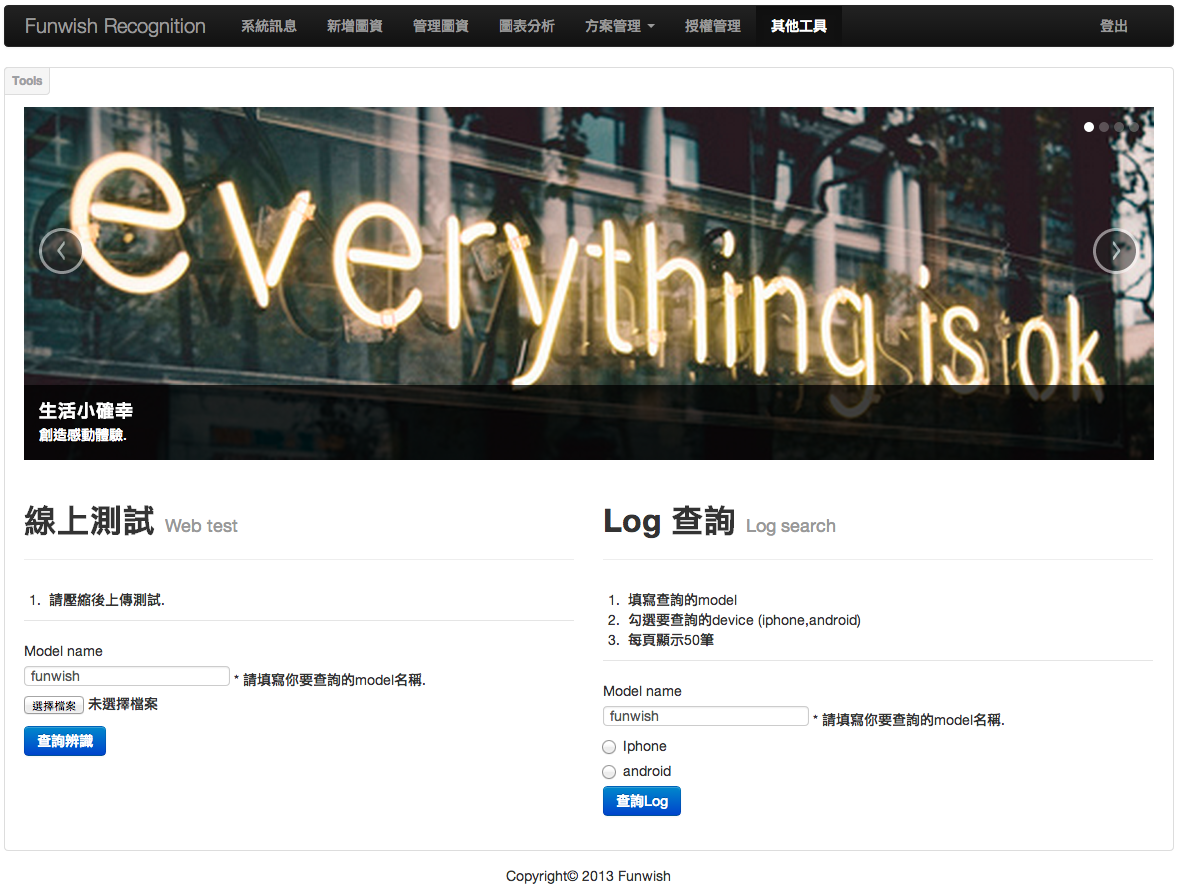 Funwish Recognition 系統訊息 新增圖資 管理圖資 圖表分析 方案管理 授權管理 其他工具 登出
Tools
everything is ok
生活小確幸
創造感動體驗.
線上測試 Web test
1. 請壓縮後上傳測試.
Model name
funwish * 請填寫你要查詢的model名稱.
選擇檔案 未選擇檔案
查詢辨識
Log 查詢 Log search
1. 填寫查詢的model
2. 勾選要查詢的device (iphone,android)
3. 每頁顯示50筆
Model name
funwish * 請填寫你要查詢的model名稱.
Iphone
android
查詢Log
Copyright© 2013 Funwish